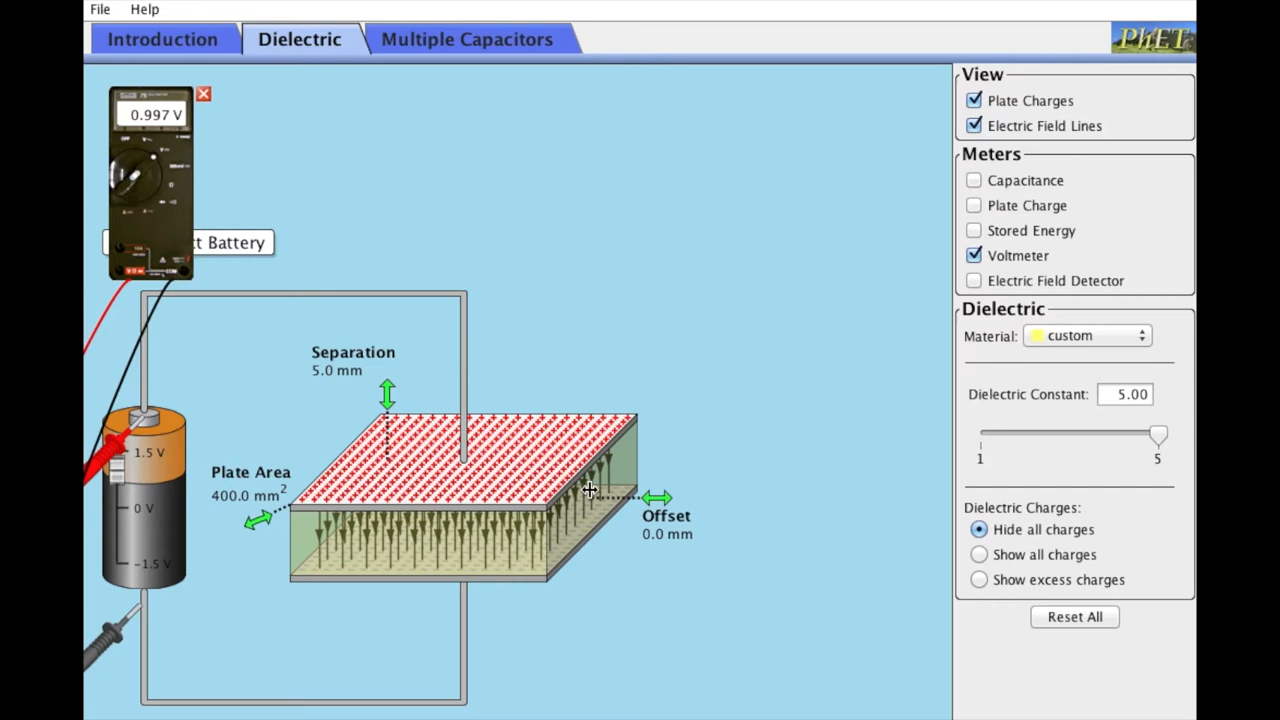 File Help
Introduction Dielectric Multiple Capacitors
PhET
0.997 V
ct Battery
Separation
5.0 mm
Plate Area
400.0 mm2
Offset
0.0 mm
1.5 V
0 V
−1.5 V
View
Plate Charges
Electric Field Lines
Meters
Capacitance
Plate Charge
Stored Energy
Voltmeter
Electric Field Detector
Dielectric
Material: custom
Dielectric Constant: 5.00
1 5
Dielectric Charges:
Hide all charges
Show all charges
Show excess charges
Reset All